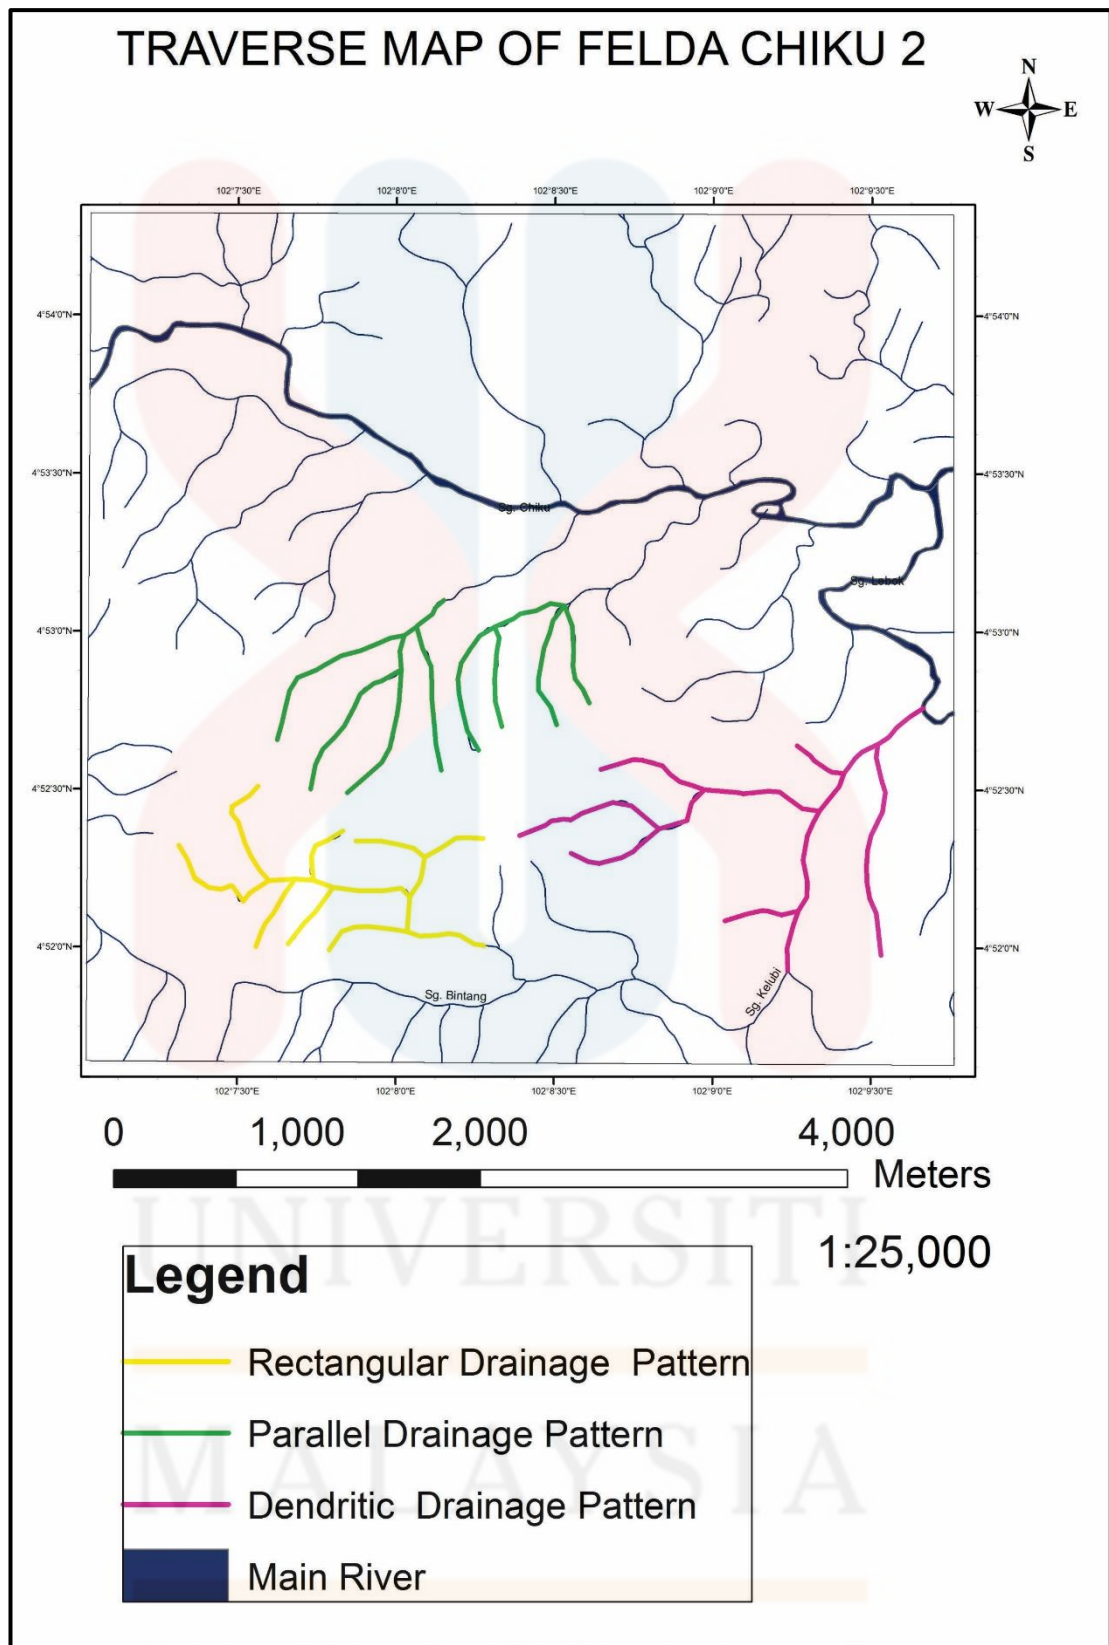 TRAVERSE MAP OF FELDA CHIKU 2
N
W E
S
102°7'30"E 102°8'0"E 102°8'30"E 102°9'0"E 102°9'30"E
4°54'0"N 4°54'0"N
4°53'30"N 4°53'30"N
Sg. Chiku
Sg. Lebok
4°53'0"N 4°53'0"N
4°52'30"N 4°52'30"N
4°52'0"N 4°52'0"N
Sg. Bintang
Sg. Kelubi
102°7'30"E 102°8'0"E 102°8'30"E 102°9'0"E 102°9'30"E
0 1,000 2,000 4,000
Meters
UNIVERSITI
1:25,000
Legend
Rectangular Drainage Pattern
Parallel Drainage Pattern
MALAYSIA
Dendritic Drainage Pattern
Main River